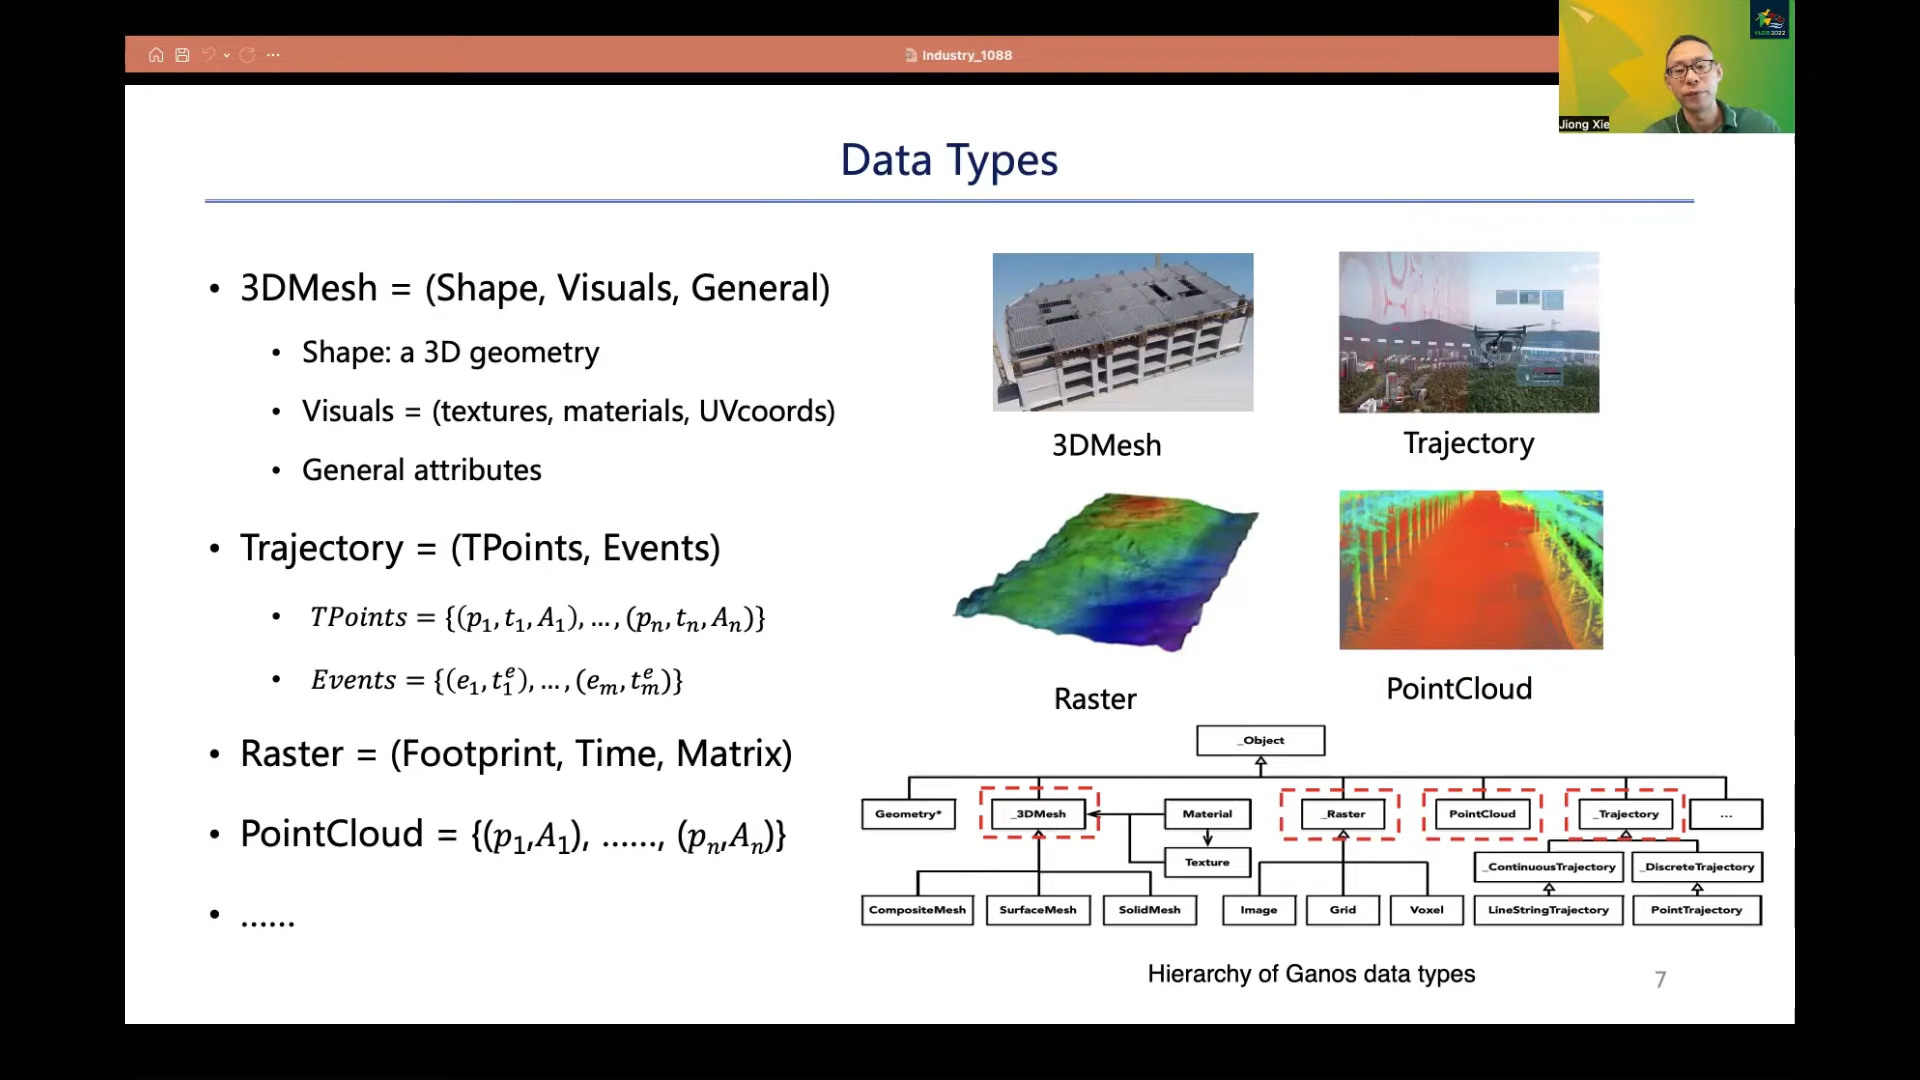 Industry_1088
VLDB 2022
Jiong Xie
Data Types
• 3DMesh = (Shape, Visuals, General)
• Shape: a 3D geometry
• Visuals = (textures, materials, UVcoords)
• General attributes
• Trajectory = (TPoints, Events)
• TPoints = {(p₁, t₁, A₁), ..., (pₙ, tₙ, Aₙ)}
• Events = {(e₁, t₁ᵉ), ..., (eₘ, tₘᵉ)}
• Raster = (Footprint, Time, Matrix)
• PointCloud = {(p₁,A₁), ......, (pₙ,Aₙ)}
• ......
3DMesh
Trajectory
Raster
PointCloud
_Object
Geometry*
_3DMesh
Material
_Raster
PointCloud
_Trajectory
...
Texture
_ContinuousTrajectory
_DiscreteTrajectory
CompositeMesh
SurfaceMesh
SolidMesh
Image
Grid
Voxel
LineStringTrajectory
PointTrajectory
Hierarchy of Ganos data types
7